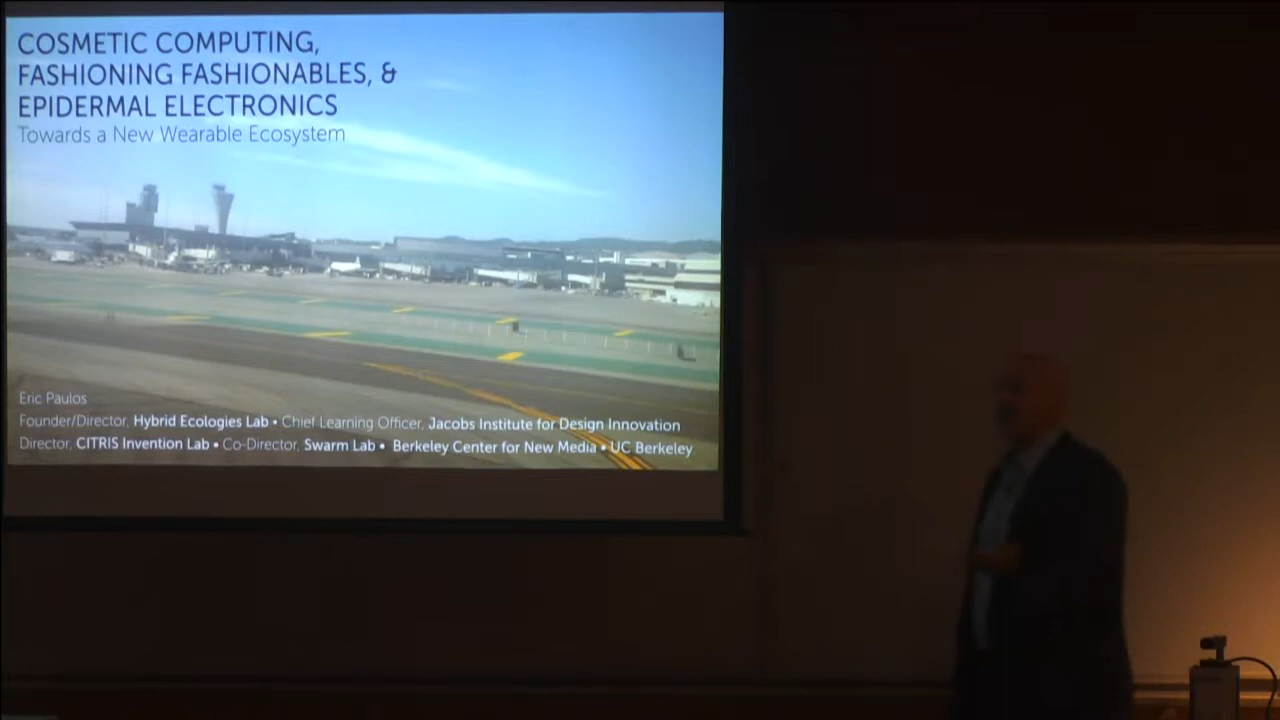 COSMETIC COMPUTING,
FASHIONING FASHIONABLES, &
EPIDERMAL ELECTRONICS
Towards a New Wearable Ecosystem
Eric Paulos
Founder/Director, Hybrid Ecologies Lab • Chief Learning Officer, Jacobs Institute for Design Innovation
Director, CITRIS Invention Lab • Co-Director, Swarm Lab • Berkeley Center for New Media • UC Berkeley